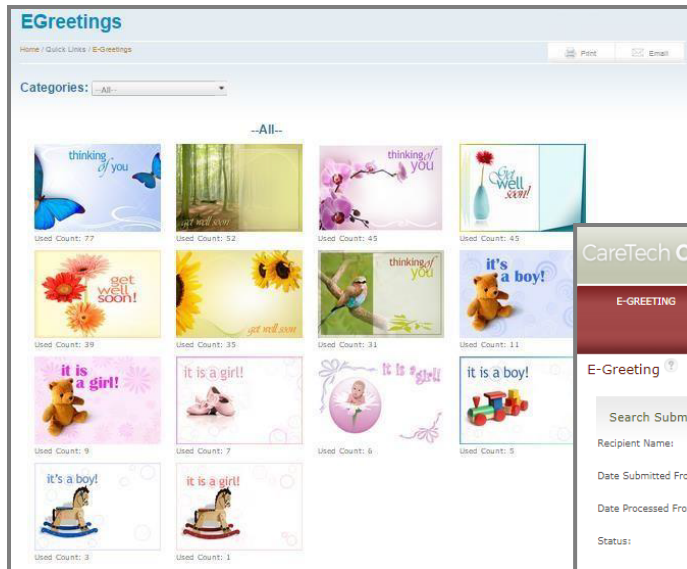 EGreetings
Home / Quick Links / E-Greetings
Print
Email
Categories: --All--
--All--
thinking
of you
get well soon
thinking of
you
Get
well
soon!
Used Count: 77
Used Count: 52
Used Count: 45
Used Count: 45
get
well
soon!
get well soon
thinking of
you
it's
a boy!
Used Count: 39
Used Count: 35
Used Count: 31
Used Count: 11
it is
a girl!
it is a girl!
it is a girl
it is a boy!
Used Count: 9
Used Count: 7
Used Count: 6
Used Count: 5
it's a boy!
it is a girl!
Used Count: 3
Used Count: 1
CareTech
E-GREETING
E-Greeting ?
Search Subm
Recipient Name:
Date Submitted Fro
Date Processed Fro
Status: